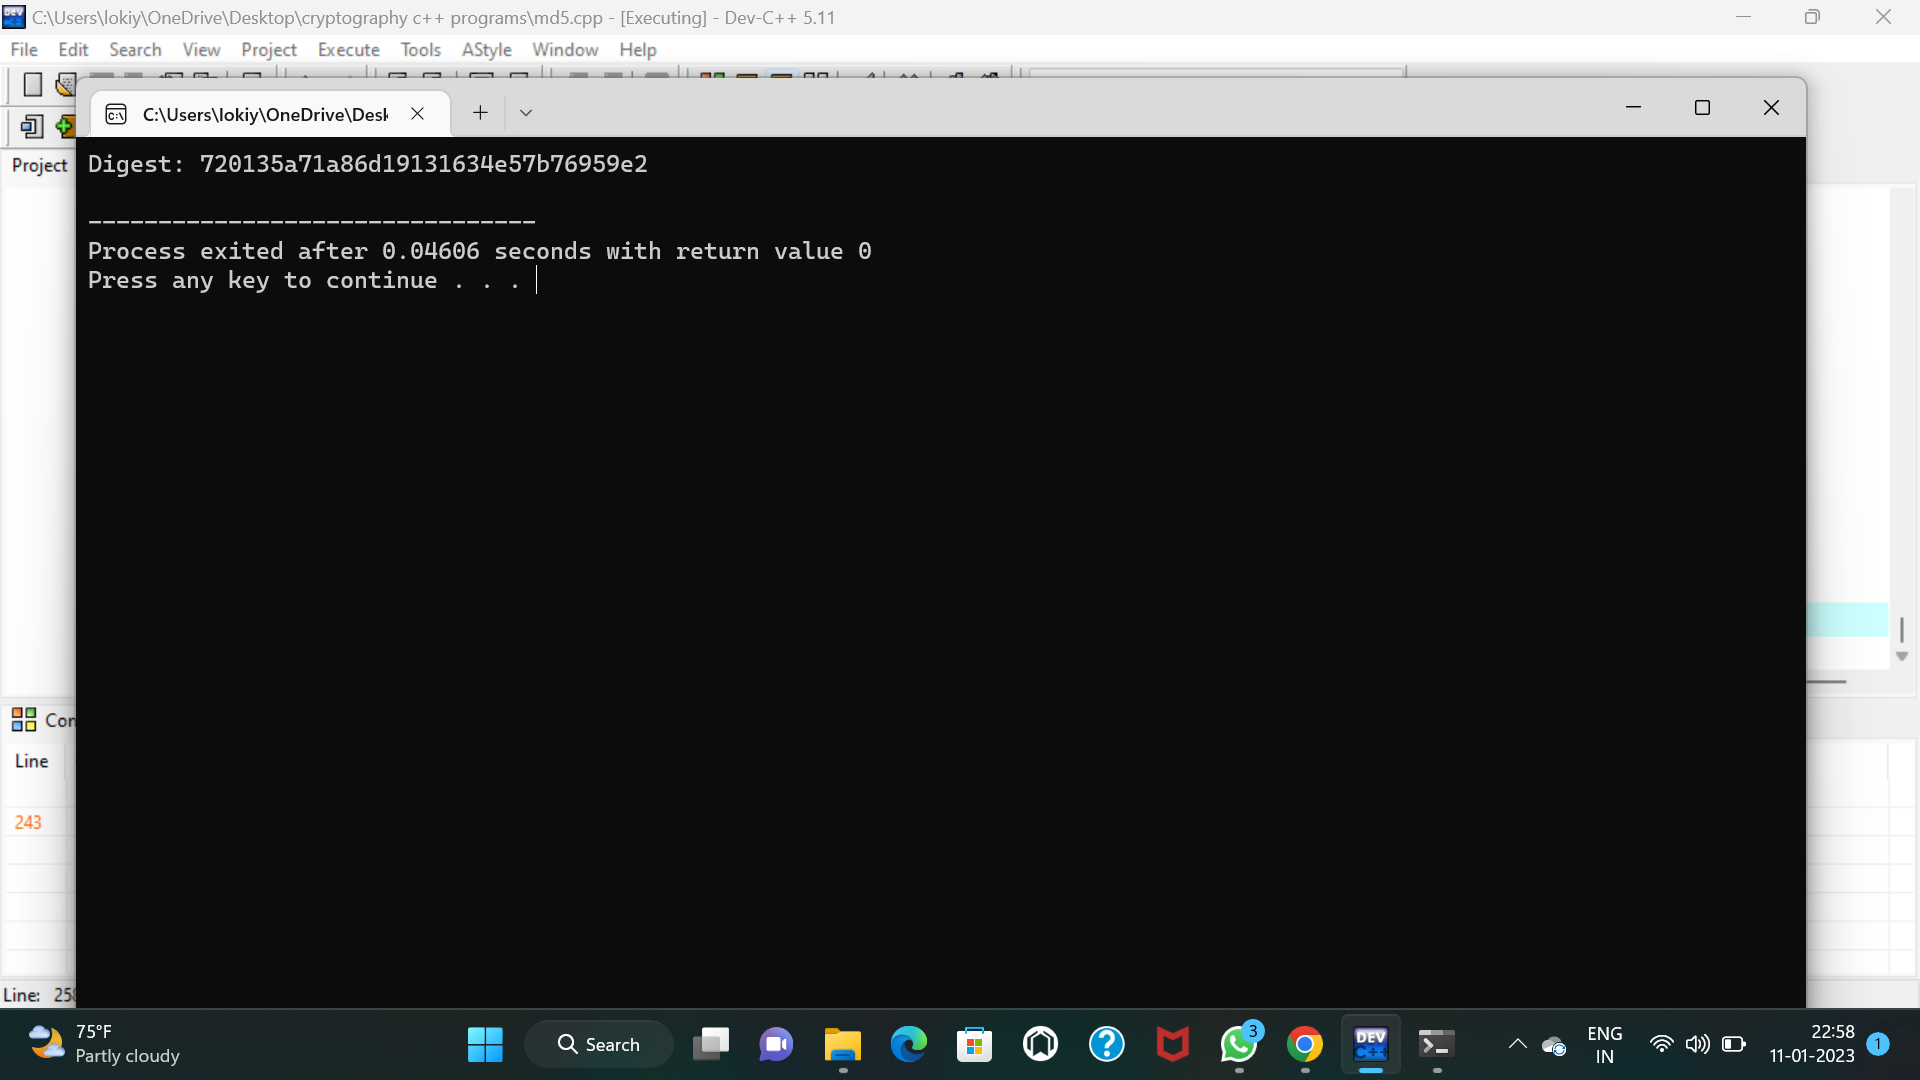 C:\Users\lokiy\OneDrive\Desktop\cryptography c++ programs\md5.cpp - [Executing] - Dev-C++ 5.11
File Edit Search View Project Execute Tools AStyle Window Help
C:\Users\lokiy\OneDrive\Desk
Project
Digest: 720135a71a86d19131634e57b76959e2
--------------------------------
Process exited after 0.04606 seconds with return value 0
Press any key to continue . . .
Line
243
Line:
75°F
Partly cloudy
Search
3
DEV
C++
ENG
IN
22:58
11-01-2023
1